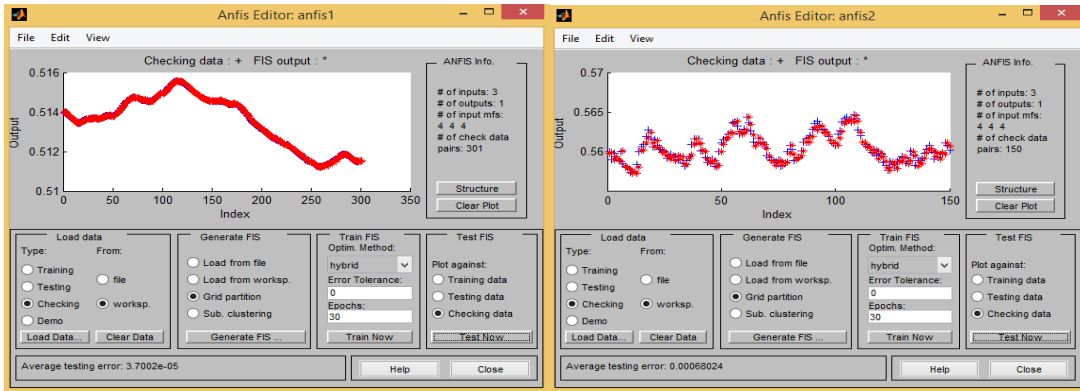 Anfis Editor: anfis1
File Edit View
Checking data : + FIS output : *
0.516
0.514
0.512
0.51
Output
0 50 100 150 200 250 300 350
Index
ANFIS Info.
# of inputs: 3
# of outputs: 1
# of input mfs:
4 4 4
# of check data
pairs: 301
Structure
Clear Plot
Load data
Type: From:
Training
Testing
Checking
Demo
file
worksp.
Load Data... Clear Data
Generate FIS
Load from file
Load from worksp.
Grid partition
Sub. clustering
Generate FIS ...
Train FIS
Optim. Method:
hybrid
Error Tolerance:
0
Epochs:
30
Train Now
Test FIS
Plot against:
Training data
Testing data
Checking data
Test Now
Average testing error: 3.7002e-05
Help Close
Anfis Editor: anfis2
File Edit View
Checking data : + FIS output : *
0.57
0.565
0.56
Output
0 50 100 150
Index
ANFIS Info.
# of inputs: 3
# of outputs: 1
# of input mfs:
4 4 4
# of check data
pairs: 150
Structure
Clear Plot
Load data
Type: From:
Training
Testing
Checking
Demo
file
worksp.
Load Data... Clear Data
Generate FIS
Load from file
Load from worksp.
Grid partition
Sub. clustering
Generate FIS ...
Train FIS
Optim. Method:
hybrid
Error Tolerance:
0
Epochs:
30
Train Now
Test FIS
Plot against:
Training data
Testing data
Checking data
Test Now
Average testing error: 0.00068024
Help Close